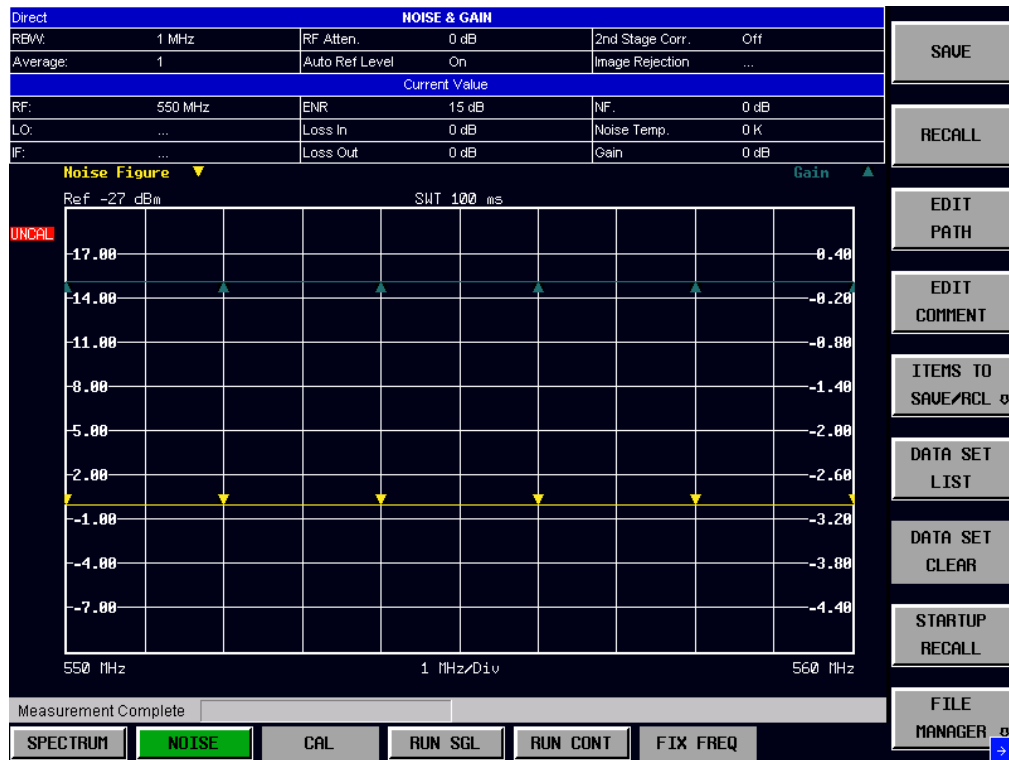 Direct NOISE & GAIN
RBW: 1 MHz RF Atten. 0 dB 2nd Stage Corr. Off
Average: 1 Auto Ref Level On Image Rejection ...
Current Value
RF: 550 MHz ENR 15 dB NF. 0 dB
LO: ... Loss In 0 dB Noise Temp. 0 K
IF: ... Loss Out 0 dB Gain 0 dB
Noise Figure ▼ Gain ▲
Ref -27 dBm SWT 100 ms
UNCAL
17.00 0.40
14.00 -0.20
11.00 -0.80
8.00 -1.40
5.00 -2.00
2.00 -2.60
-1.00 -3.20
-4.00 -3.80
-7.00 -4.40
550 MHz 1 MHz/Div 560 MHz
Measurement Complete
SPECTRUM NOISE CAL RUN SGL RUN CONT FIX FREQ
SAVE
RECALL
EDIT
PATH
EDIT
COMMENT
ITEMS TO
SAVE/RCL
DATA SET
LIST
DATA SET
CLEAR
STARTUP
RECALL
FILE
MANAGER